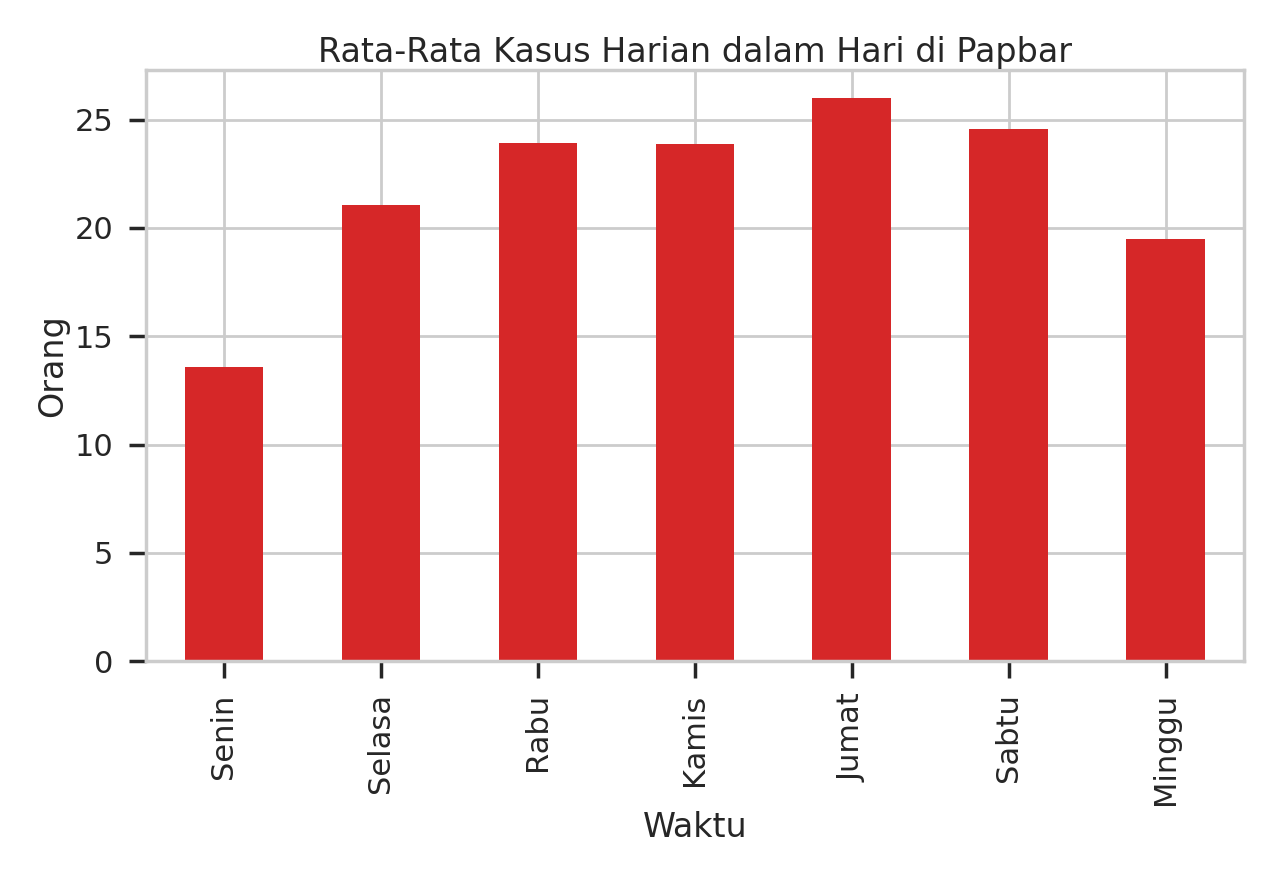 Rata-Rata Kasus Harian dalam Hari di Papbar
Orang
25
20
15
10
5
0
Senin
Selasa
Rabu
Kamis
Jumat
Sabtu
Minggu
Waktu